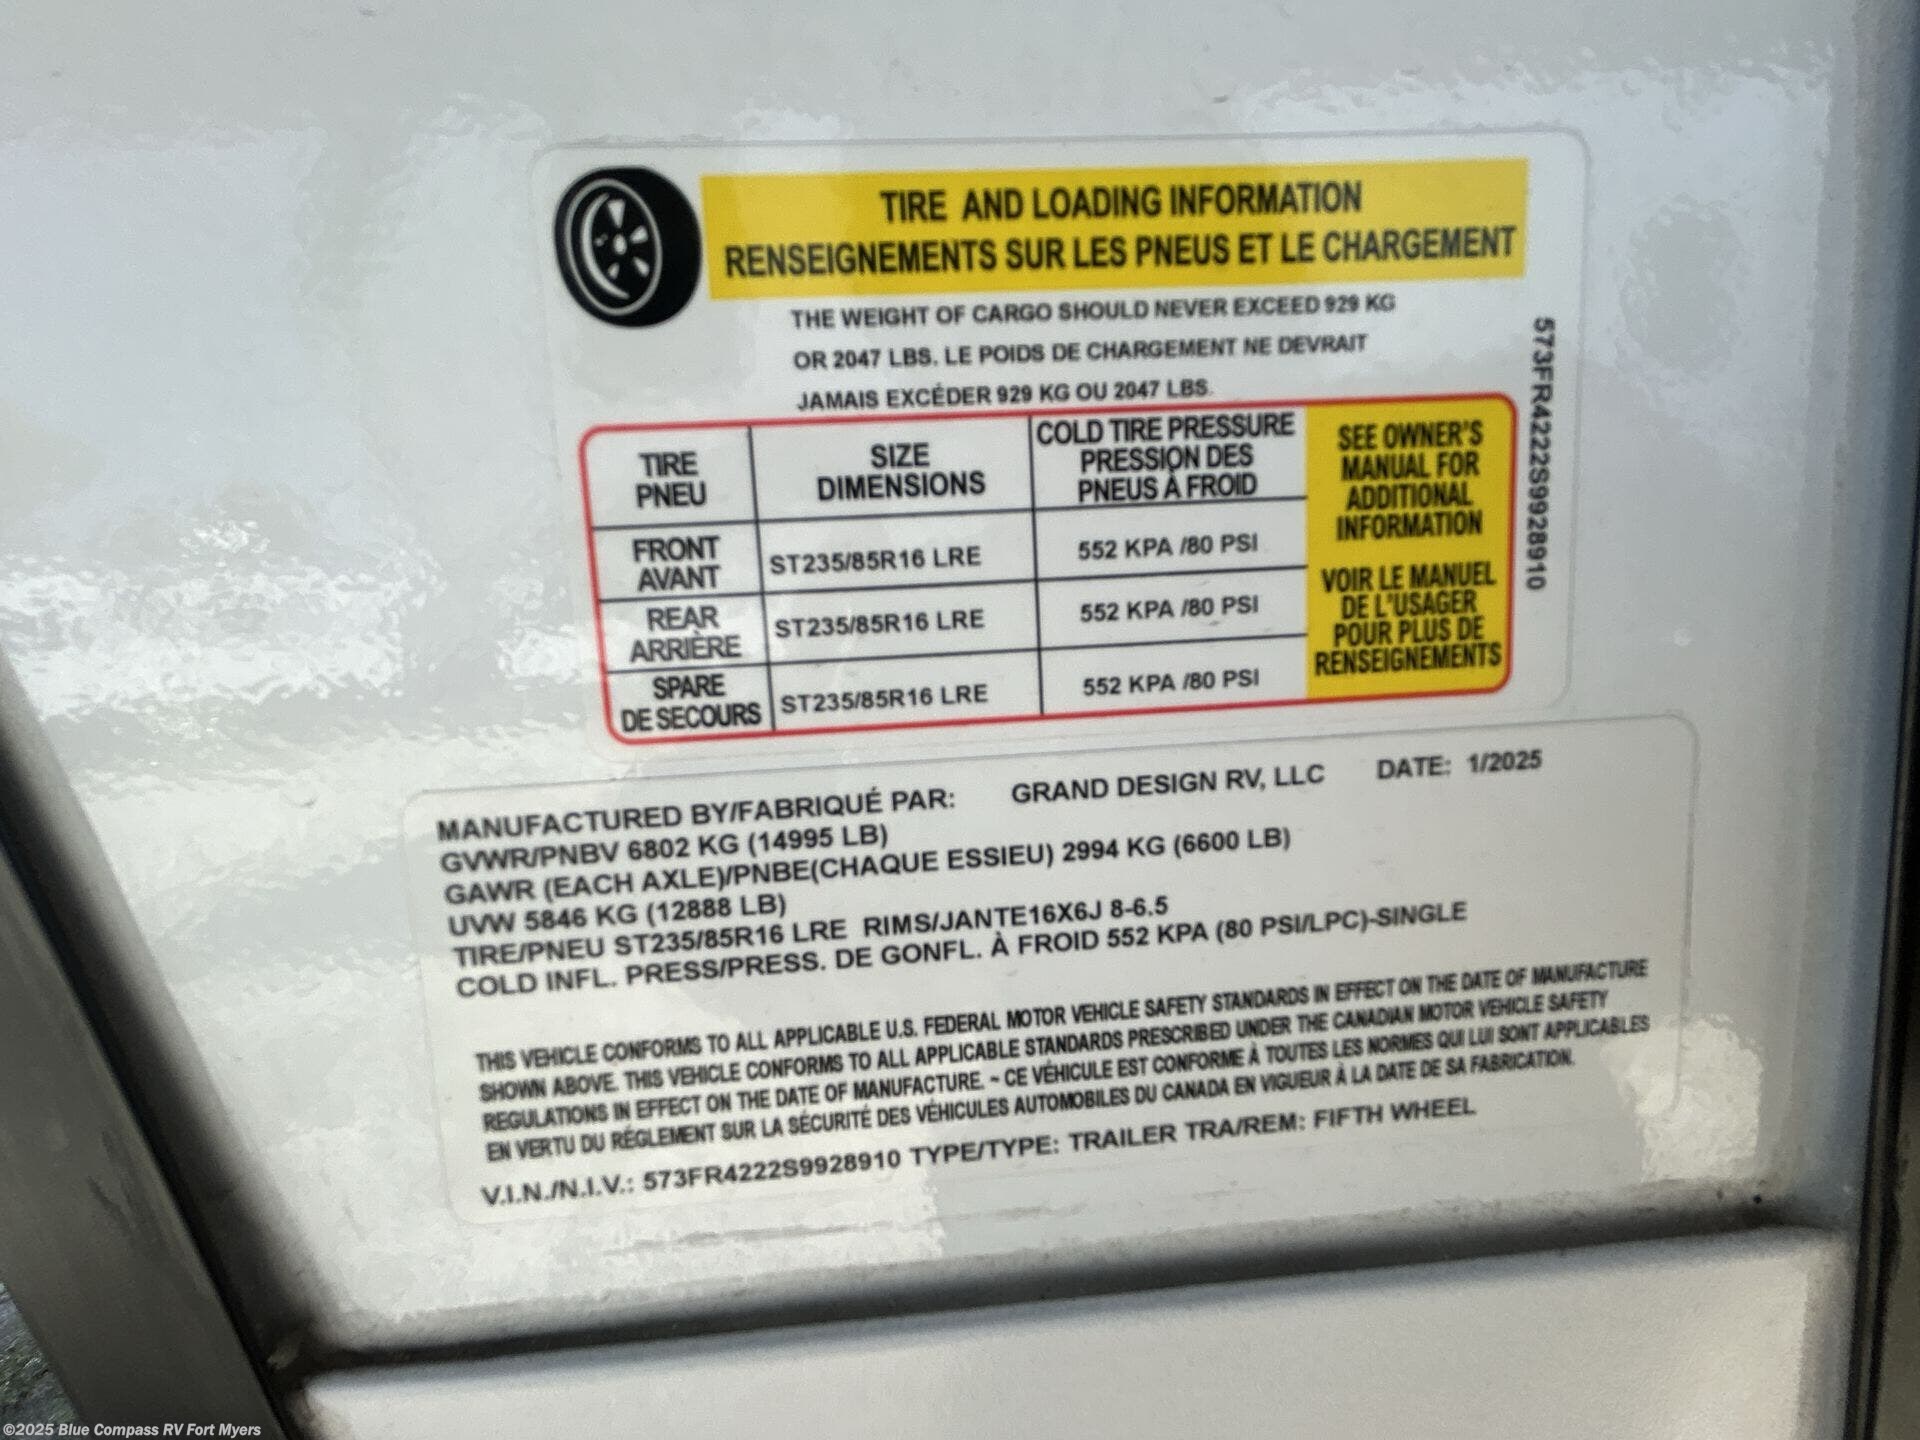 TIRE AND LOADING INFORMATION
RENSEIGNEMENTS SUR LES PNEUS ET LE CHARGEMENT
THE WEIGHT OF CARGO SHOULD NEVER EXCEED 929 KG
OR 2047 LBS. LE POIDS DE CHARGEMENT NE DEVRAIT
JAMAIS EXCÉDER 929 KG OU 2047 LBS.
TIRE
PNEU
SIZE
DIMENSIONS
COLD TIRE PRESSURE
PRESSION DES
PNEUS À FROID
FRONT
AVANT
ST235/85R16 LRE
552 KPA /80 PSI
REAR
ARRIÈRE
ST235/85R16 LRE
552 KPA /80 PSI
SPARE
DE SECOURS
ST235/85R16 LRE
552 KPA /80 PSI
SEE OWNER'S
MANUAL FOR
ADDITIONAL
INFORMATION
VOIR LE MANUEL
DE L'USAGER
POUR PLUS DE
RENSEIGNEMENTS
573FR4222S9928910
MANUFACTURED BY/FABRIQUÉ PAR: GRAND DESIGN RV, LLC DATE: 1/2025
GVWR/PNBV 6802 KG (14995 LB)
GAWR (EACH AXLE)/PNBE(CHAQUE ESSIEU) 2994 KG (6600 LB)
UVW 5846 KG (12888 LB)
TIRE/PNEU ST235/85R16 LRE RIMS/JANTE16X6J 8-6.5
COLD INFL. PRESS/PRESS. DE GONFL. À FROID 552 KPA (80 PSI/LPC)-SINGLE
THIS VEHICLE CONFORMS TO ALL APPLICABLE U.S. FEDERAL MOTOR VEHICLE SAFETY STANDARDS IN EFFECT ON THE DATE OF MANUFACTURE
SHOWN ABOVE. THIS VEHICLE CONFORMS TO ALL APPLICABLE STANDARDS PRESCRIBED UNDER THE CANADIAN MOTOR VEHICLE SAFETY
REGULATIONS IN EFFECT ON THE DATE OF MANUFACTURE. ~ CE VÉHICULE EST CONFORME À TOUTES LES NORMES QUI LUI SONT APPLICABLES
EN VERTU DU RÉGLEMENT SUR LA SÉCURITÉ DES VÉHICULES AUTOMOBILES DU CANADA EN VIGUEUR À LA DATE DE SA FABRICATION.
V.I.N./N.I.V.: 573FR4222S9928910 TYPE/TYPE: TRAILER TRA/REM: FIFTH WHEEL
©2025 Blue Compass RV Fort Myers